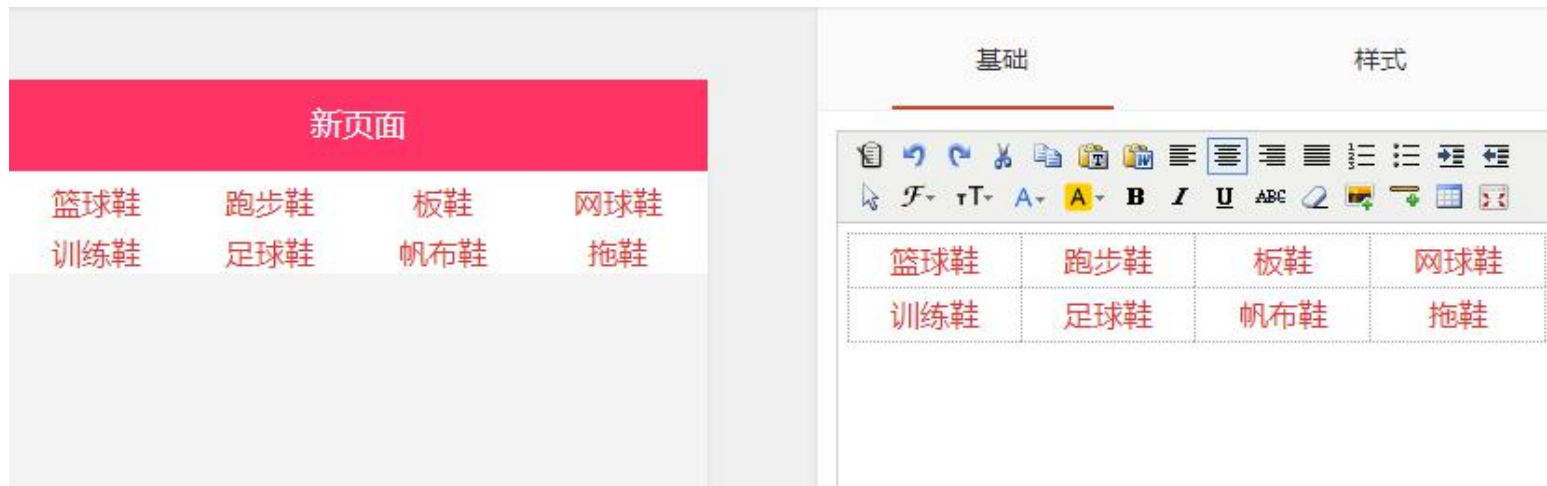 基础 样式
新页面
篮球鞋 跑步鞋 板鞋 网球鞋
训练鞋 足球鞋 帆布鞋 拖鞋
T W
F TT A A B I U ABC
篮球鞋 跑步鞋 板鞋 网球鞋
训练鞋 足球鞋 帆布鞋 拖鞋